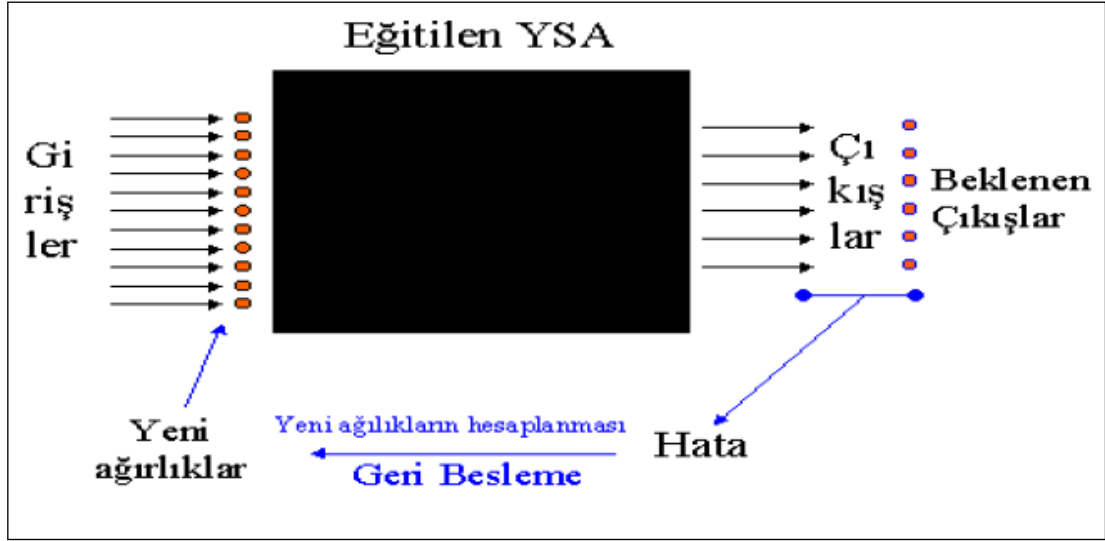 Eğitilen YSA
Gi
riş
ler
Çı
kış
lar
Beklenen
Çıkışlar
Yeni
ağırlıklar
Yeni ağılıkların hesaplanması
Geri Besleme
Hata